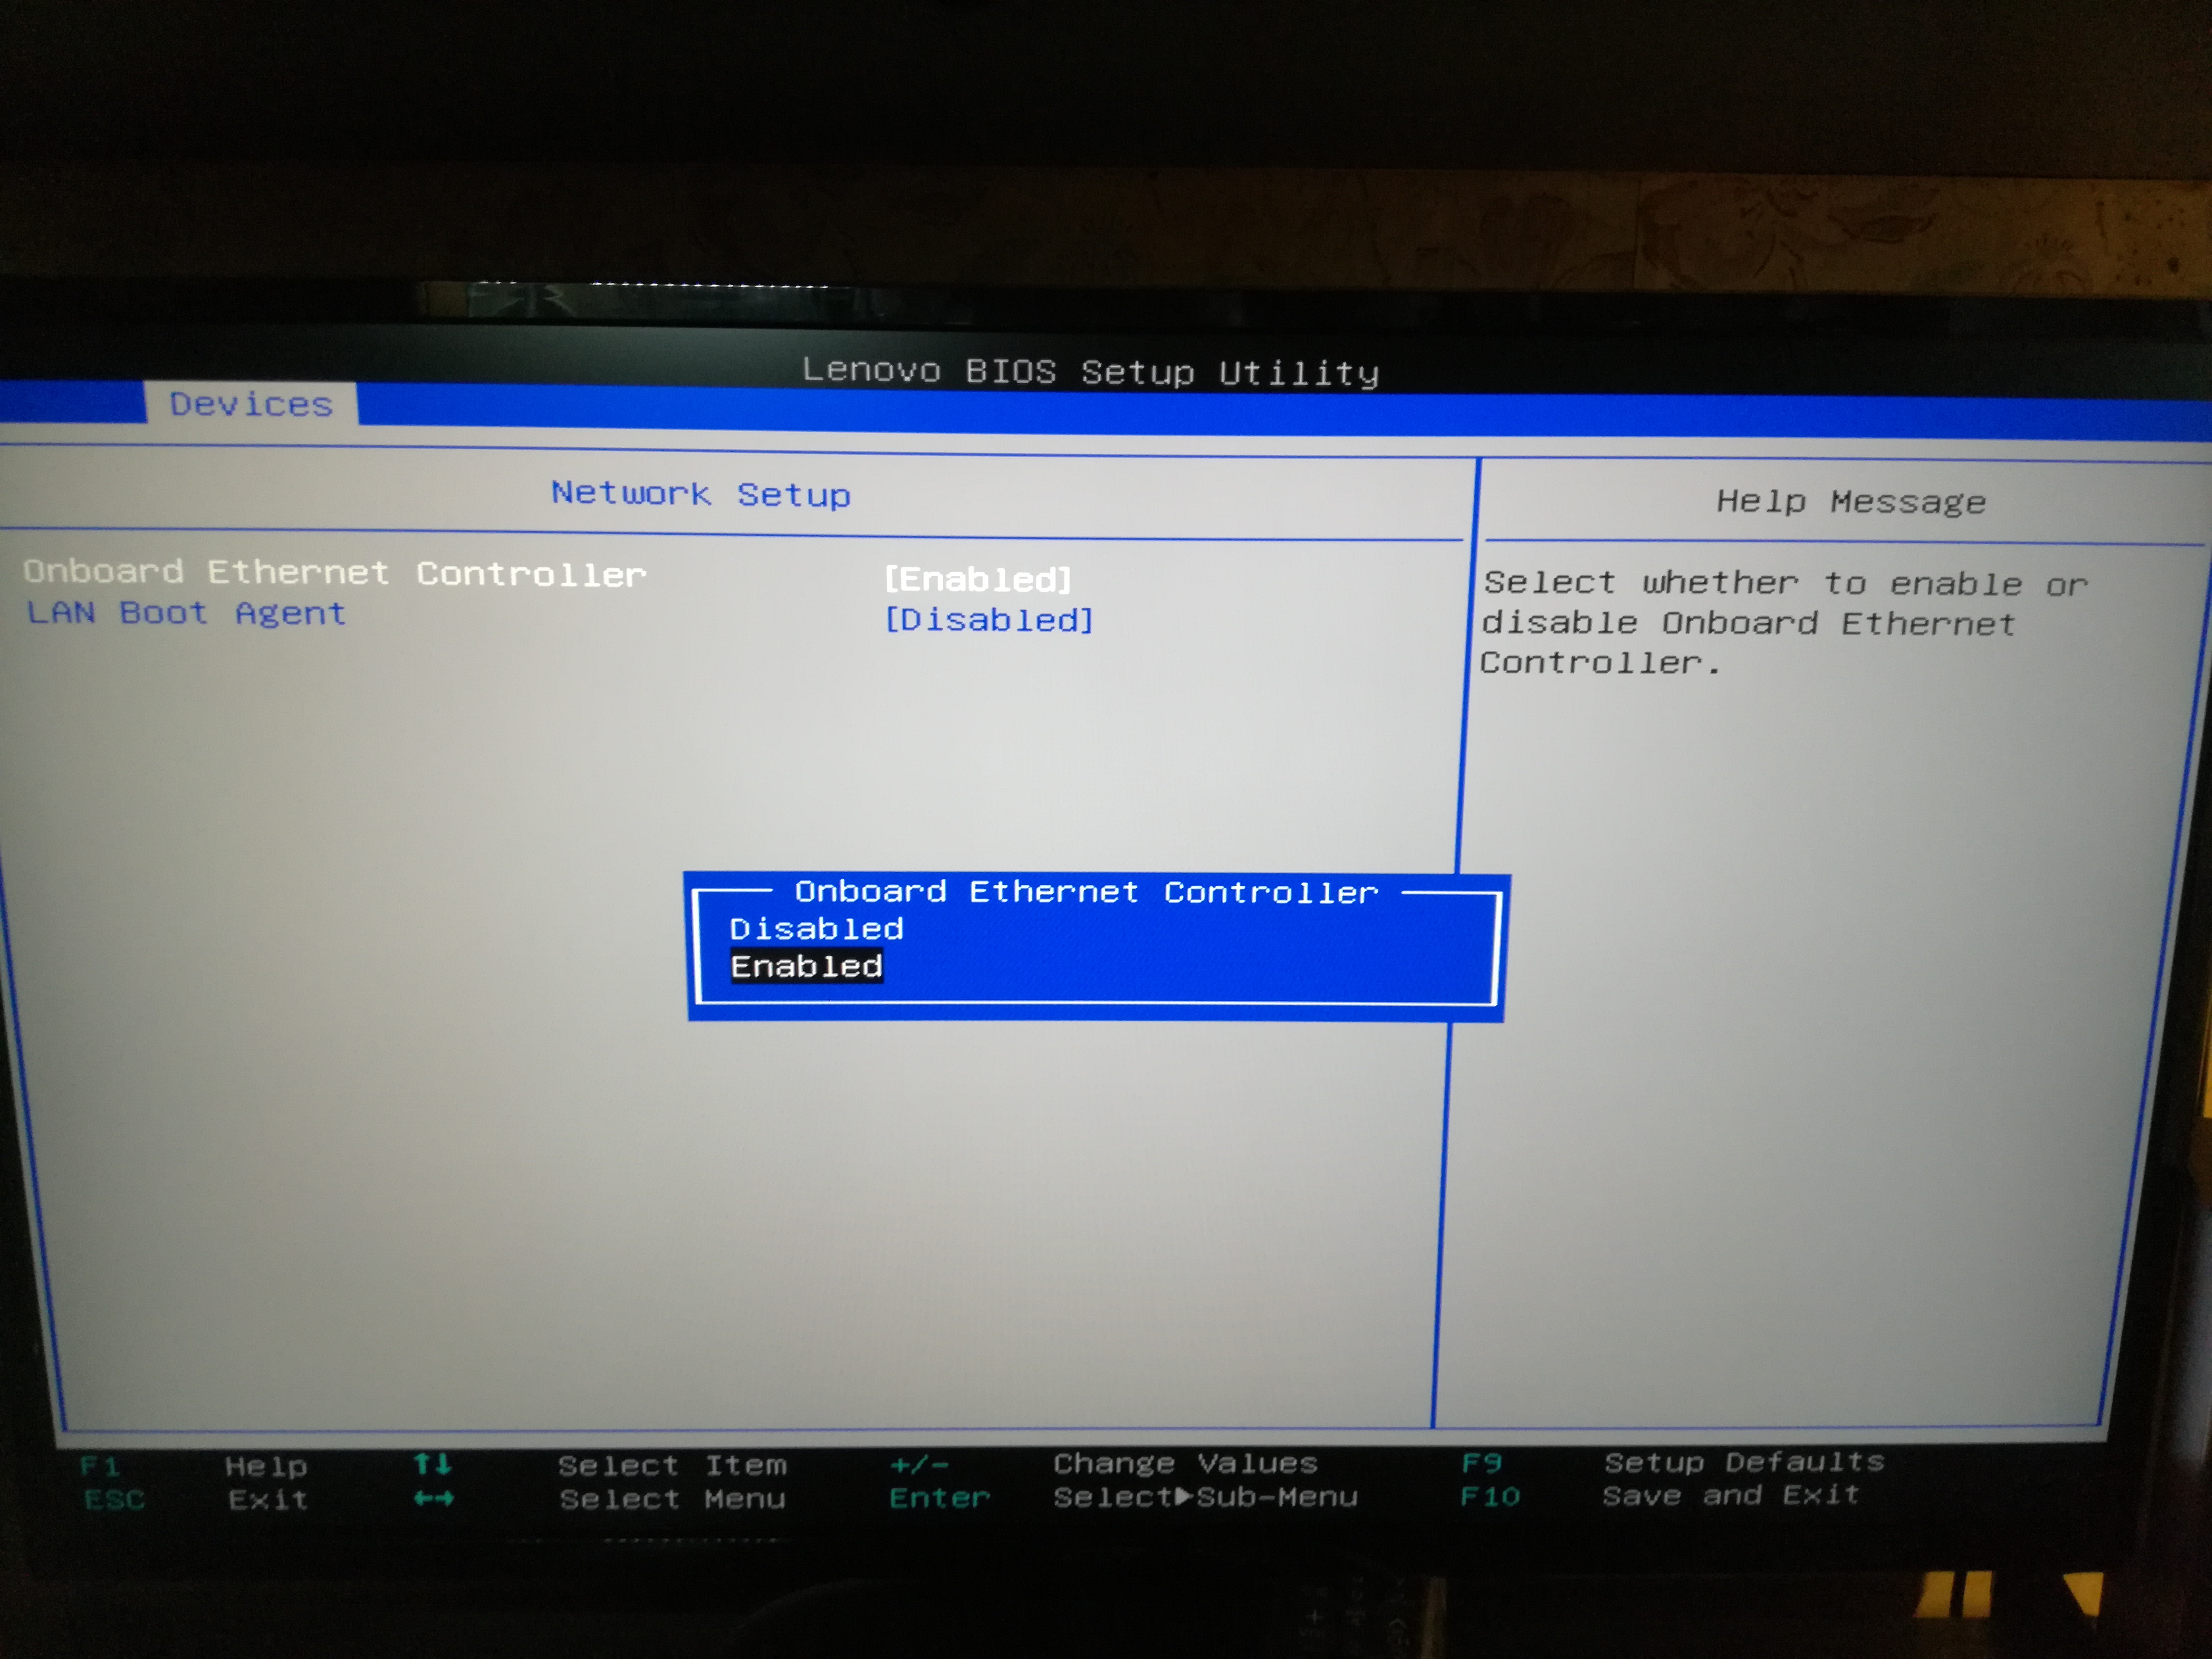 Lenovo BIOS Setup Utility
Devices
Network Setup
Onboard Ethernet Controller [Enabled]
LAN Boot Agent [Disabled]
Help Message
Select whether to enable or
disable Onboard Ethernet
Controller.
Onboard Ethernet Controller
Disabled
Enabled
F1 Help ↑↓ Select Item +/- Change Values F9 Setup Defaults
ESC Exit ←→ Select Menu Enter Select▶Sub-Menu F10 Save and Exit